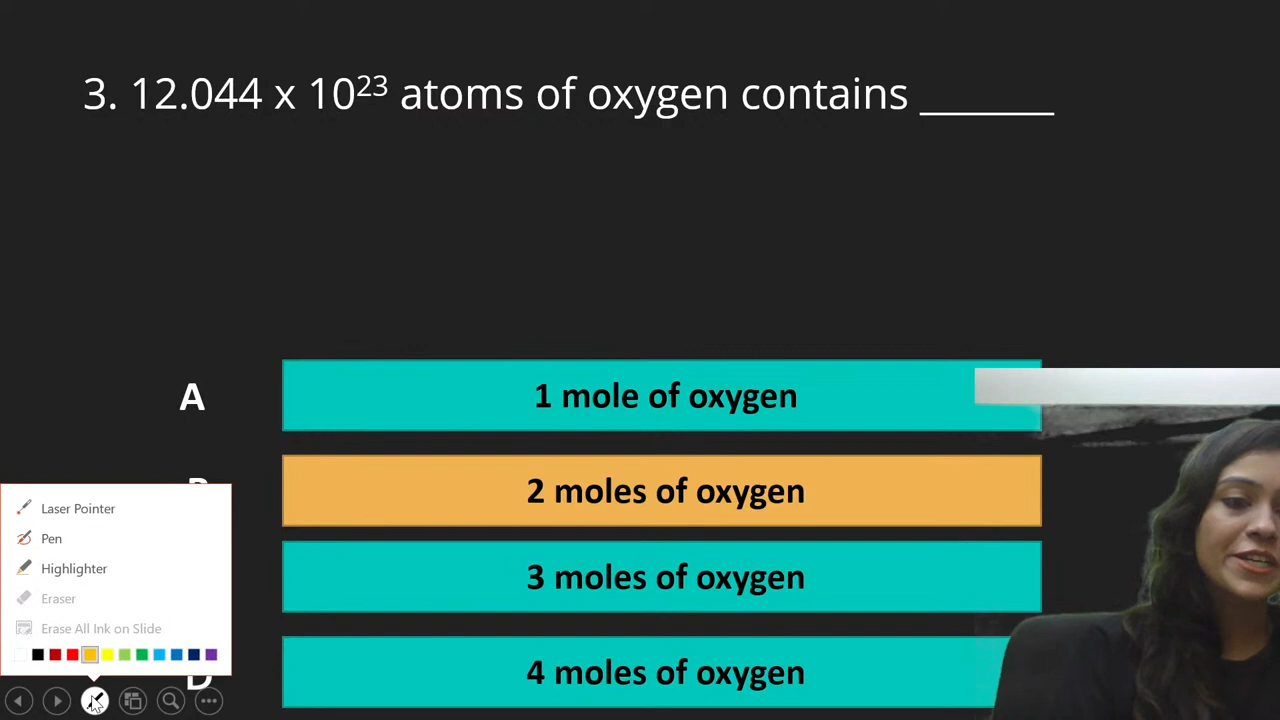 3. 12.044 x 10²³ atoms of oxygen contains ______
A
1 mole of oxygen
2 moles of oxygen
3 moles of oxygen
D
4 moles of oxygen
Laser Pointer
Pen
Highlighter
Eraser
Erase All Ink on Slide